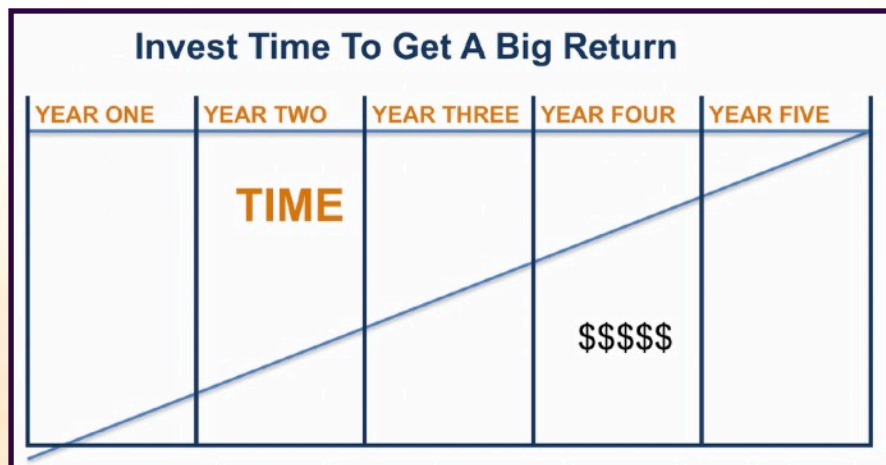 Invest Time To Get A Big Return
YEAR ONE YEAR TWO YEAR THREE YEAR FOUR YEAR FIVE
TIME
$$$$$